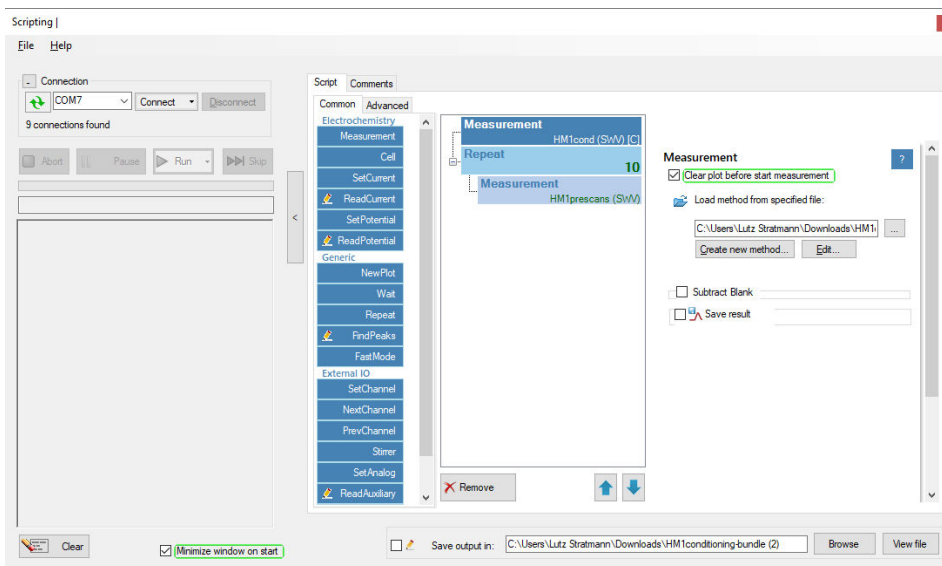 Scripting |
File Help
- Connection
COM7 Connect Disconnect
9 connections found
Abort Pause Run Skip
<
Clear
Minimize window on start
Script Comments
Common Advanced
Electrochemistry
Measurement
Cell
SetCurrent
ReadCurrent
SetPotential
ReadPotential
Generic
NewPlot
Wait
Repeat
FindPeaks
FastMode
External IO
SetChannel
NextChannel
PrevChannel
Stirrer
SetAnalog
ReadAuxiliary
Measurement
HM1cond (SWV) [C]
Repeat
10
Measurement
HM1prescans (SWV)
Remove
Measurement
?
Clear plot before start measurement
Load method from specified file:
C:\Users\Lutz Stratmann\Downloads\HM1 ...
Create new method... Edit...
Subtract Blank
Save result
Save output in: C:\Users\Lutz Stratmann\Downloads\HM1conditioning-bundle (2) Browse View file